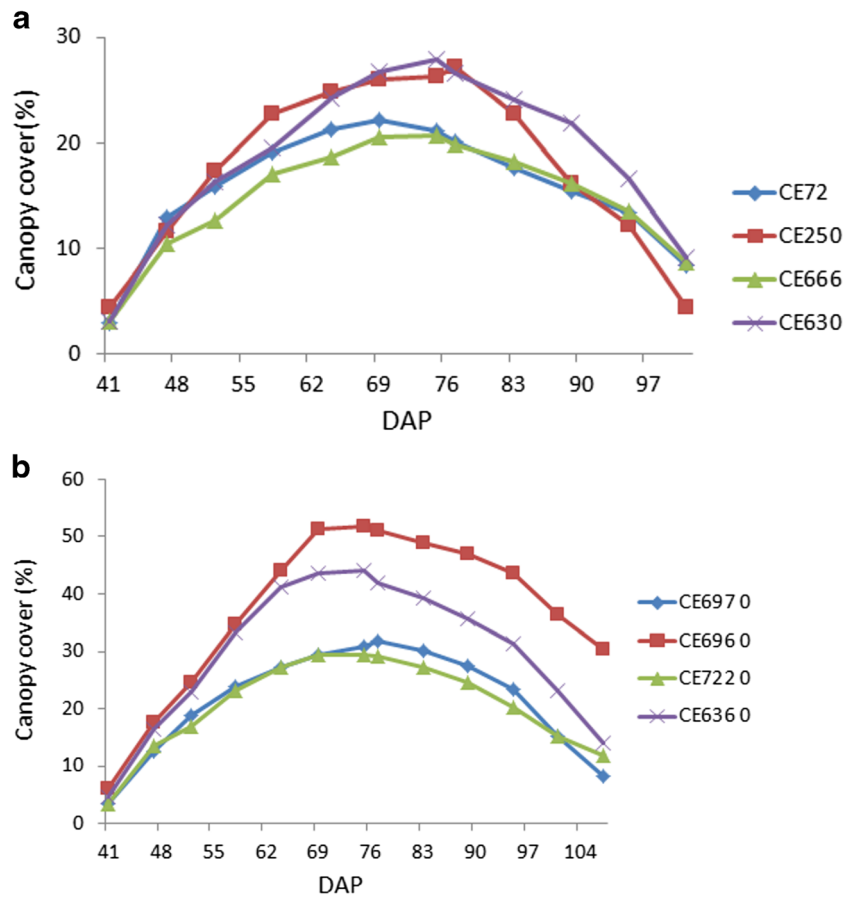 a
Canopy cover(%)
30
20
10
0
41 48 55 62 69 76 83 90 97
DAP
CE72
CE250
CE666
CE630
b
Canopy cover (%)
60
50
40
30
20
10
0
41 48 55 62 69 76 83 90 97 104
DAP
CE697 0
CE696 0
CE722 0
CE636 0